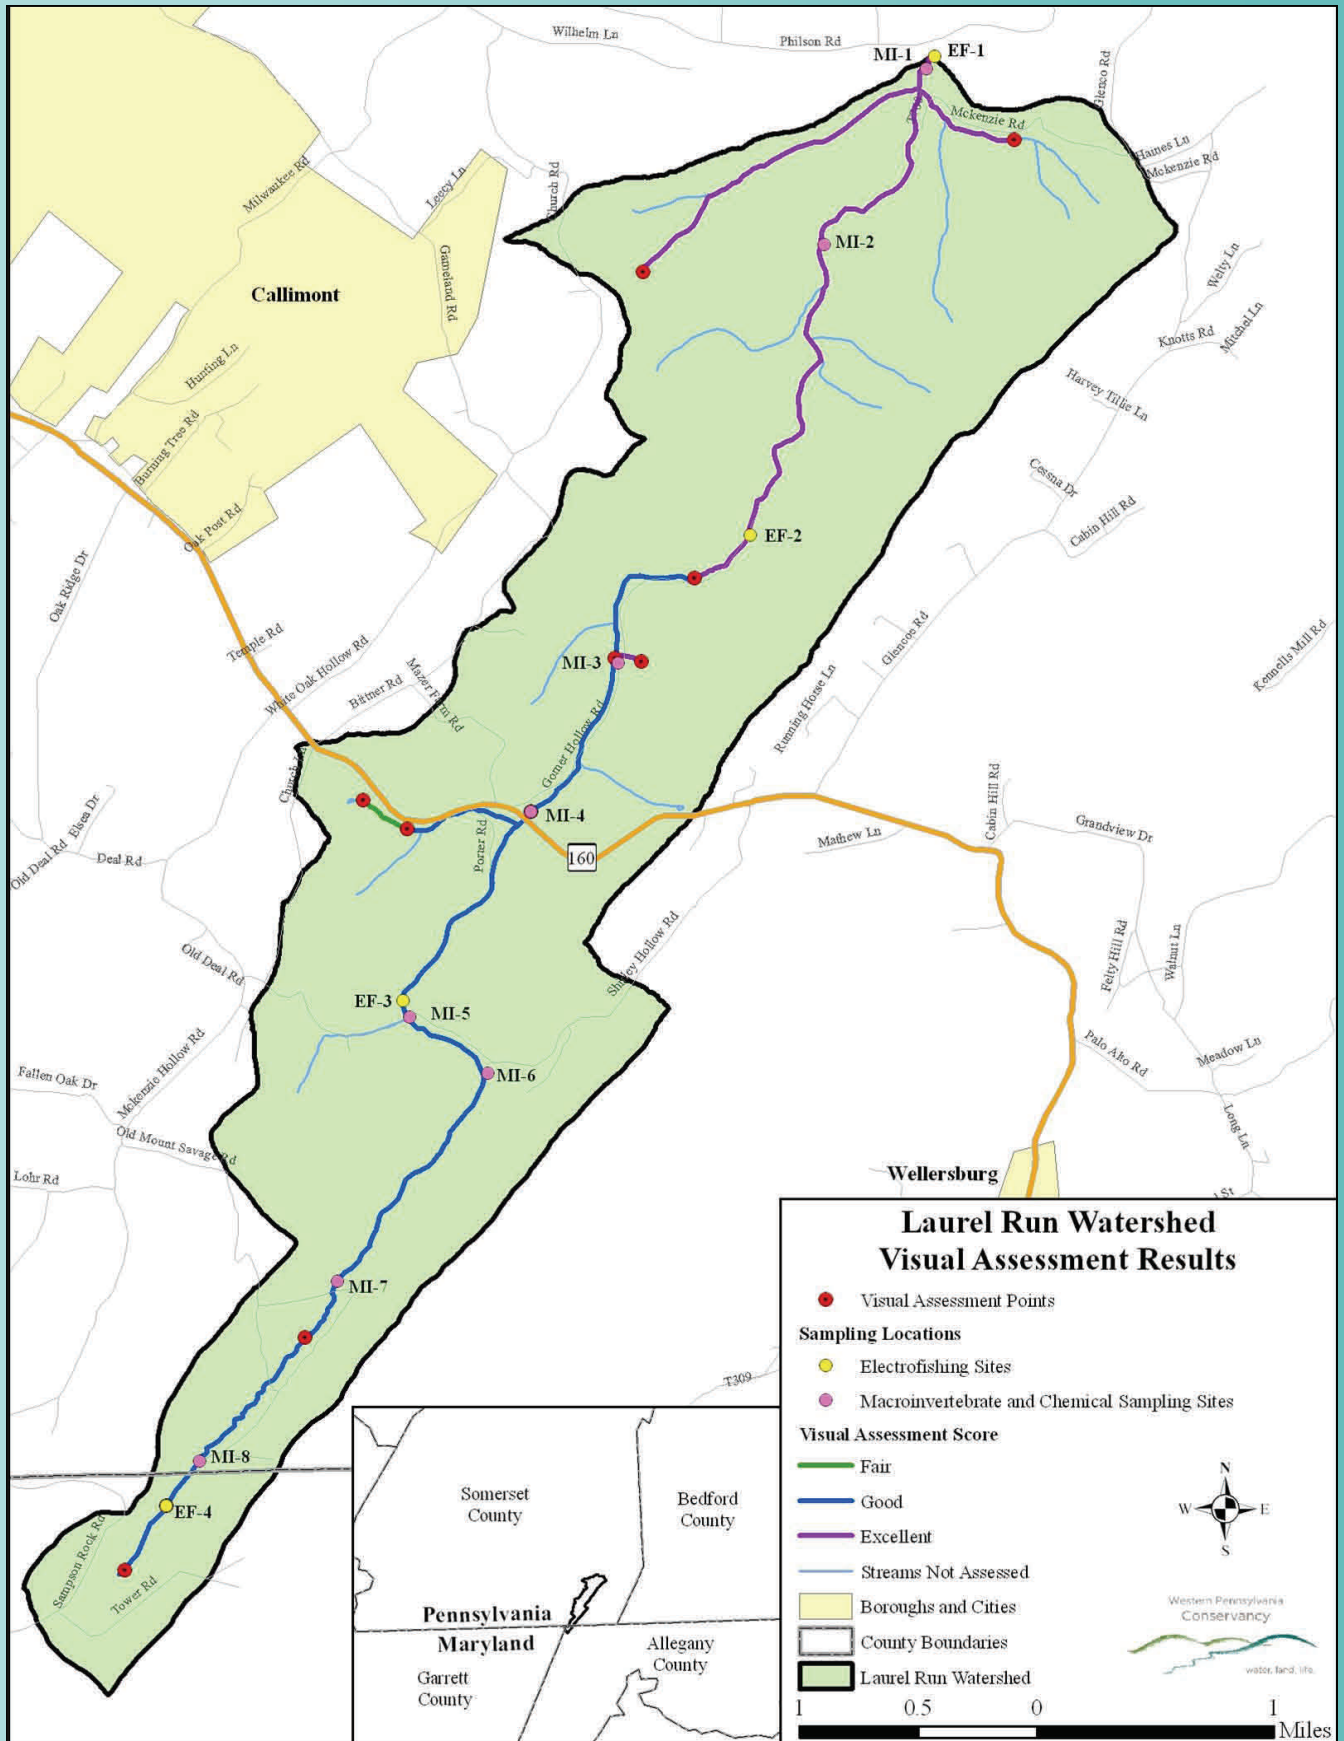 Wilhelm Ln
Philson Rd
MI-1
EF-1
Glenco Rd
Mckenzie Rd
Haines Ln
Mckenzie Rd
Milwaukee Rd
Leecy Ln
Church Rd
MI-2
Gameland Rd
Welty Ln
Callimont
Mitchel Ln
Knotts Rd
Hunting Ln
Harvey Tillie Ln
Burning Tree Rd
Cessna Dr
Oak Post Rd
Cabin Hill Rd
EF-2
Oak Ridge Dr
Temple Rd
Glencoe Rd
White Oak Hollow Rd
Kennells Mill Rd
MI-3
Bittner Rd
Mazer Farm Rd
Running Horse Ln
Gomer Hollow Rd
Church Ln
Elsea Dr
MI-4
Cabin Hill Rd
Grandview Dr
Mathew Ln
Old Deal Rd
Deal Rd
Porter Rd
160
Shirley Hollow Rd
Felty Hill Rd
Walnut Ln
Old Deal Rd
EF-3
MI-5
Palo Alto Rd
Meadow Ln
Mckenzie Hollow Rd
Fallen Oak Dr
MI-6
Long Ln
Old Mount Savage Rd
Lohr Rd
Wellersburg
MI-7
T309
MI-8
EF-4
Sampson Rock Rd
Tower Rd
Somerset
County
Bedford
County
Pennsylvania
Maryland
Allegany
County
Garrett
County
Laurel Run Watershed
Visual Assessment Results
Visual Assessment Points
Sampling Locations
Electrofishing Sites
Macroinvertebrate and Chemical Sampling Sites
Visual Assessment Score
Fair
Good
Excellent
Streams Not Assessed
Boroughs and Cities
County Boundaries
Laurel Run Watershed
N
W E
S
Western Pennsylvania
Conservancy
water, land, life.
1 0.5 0 1
Miles